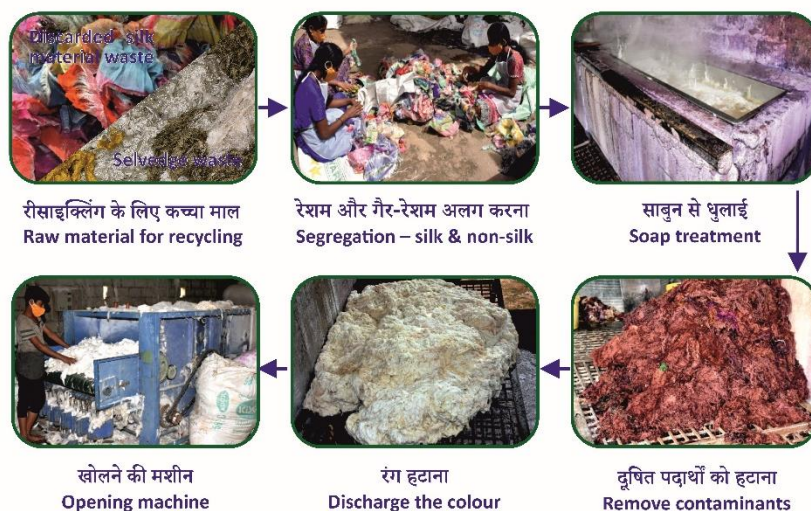 Discarded silk
material waste
Selvedge waste
रीसाइक्लिंग के लिए कच्चा माल
Raw material for recycling
रेशम और गैर-रेशम अलग करना
Segregation – silk & non-silk
साबुन से धुलाई
Soap treatment
दूषित पदार्थों को हटाना
Remove contaminants
रंग हटाना
Discharge the colour
खोलने की मशीन
Opening machine